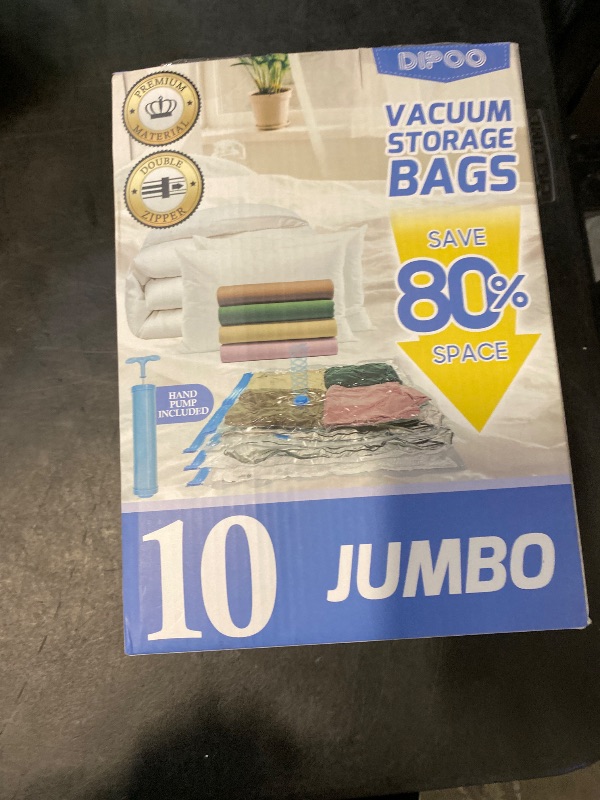 DIPOO
PREMIUM
MATERIAL
DOUBLE
ZIPPER
VACUUM
STORAGE
BAGS
SAVE
80%
SPACE
HAND
PUMP
INCLUDED
10
JUMBO